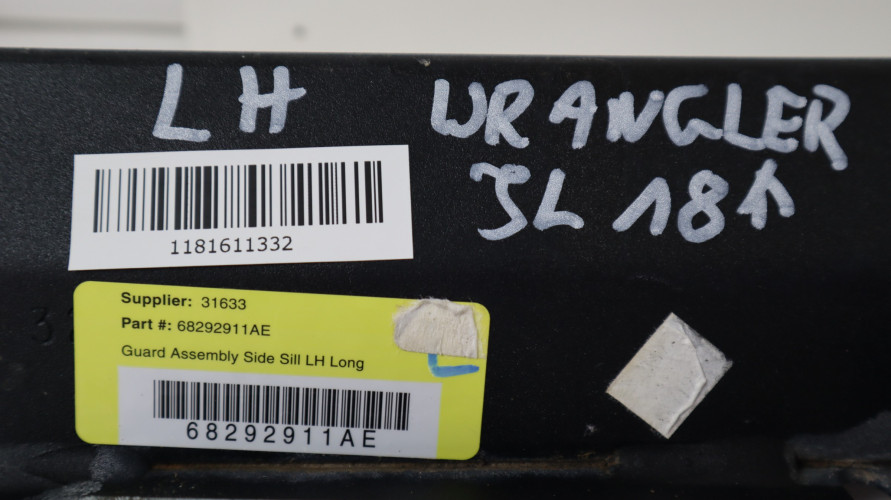 LH WRANGLER
JL 18↑
1181611332
Supplier: 31633
Part #: 68292911AE
Guard Assembly Side Sill LH Long
68292911AE